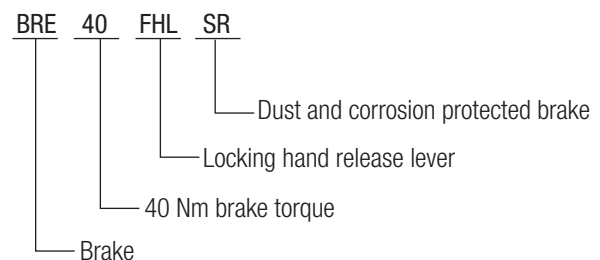 BRE 40 FHL SR
Dust and corrosion protected brake
Locking hand release lever
40 Nm brake torque
Brake